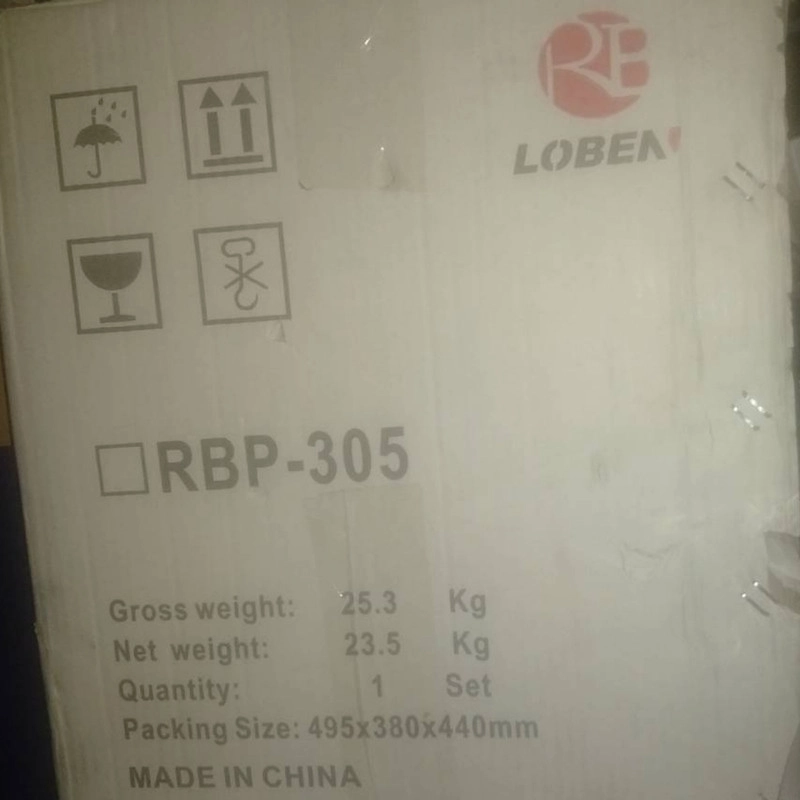 RB
LOBEN
RBP-305
Gross weight: 25.3 Kg
Net weight: 23.5 Kg
Quantity: 1 Set
Packing Size: 495x380x440mm
MADE IN CHINA